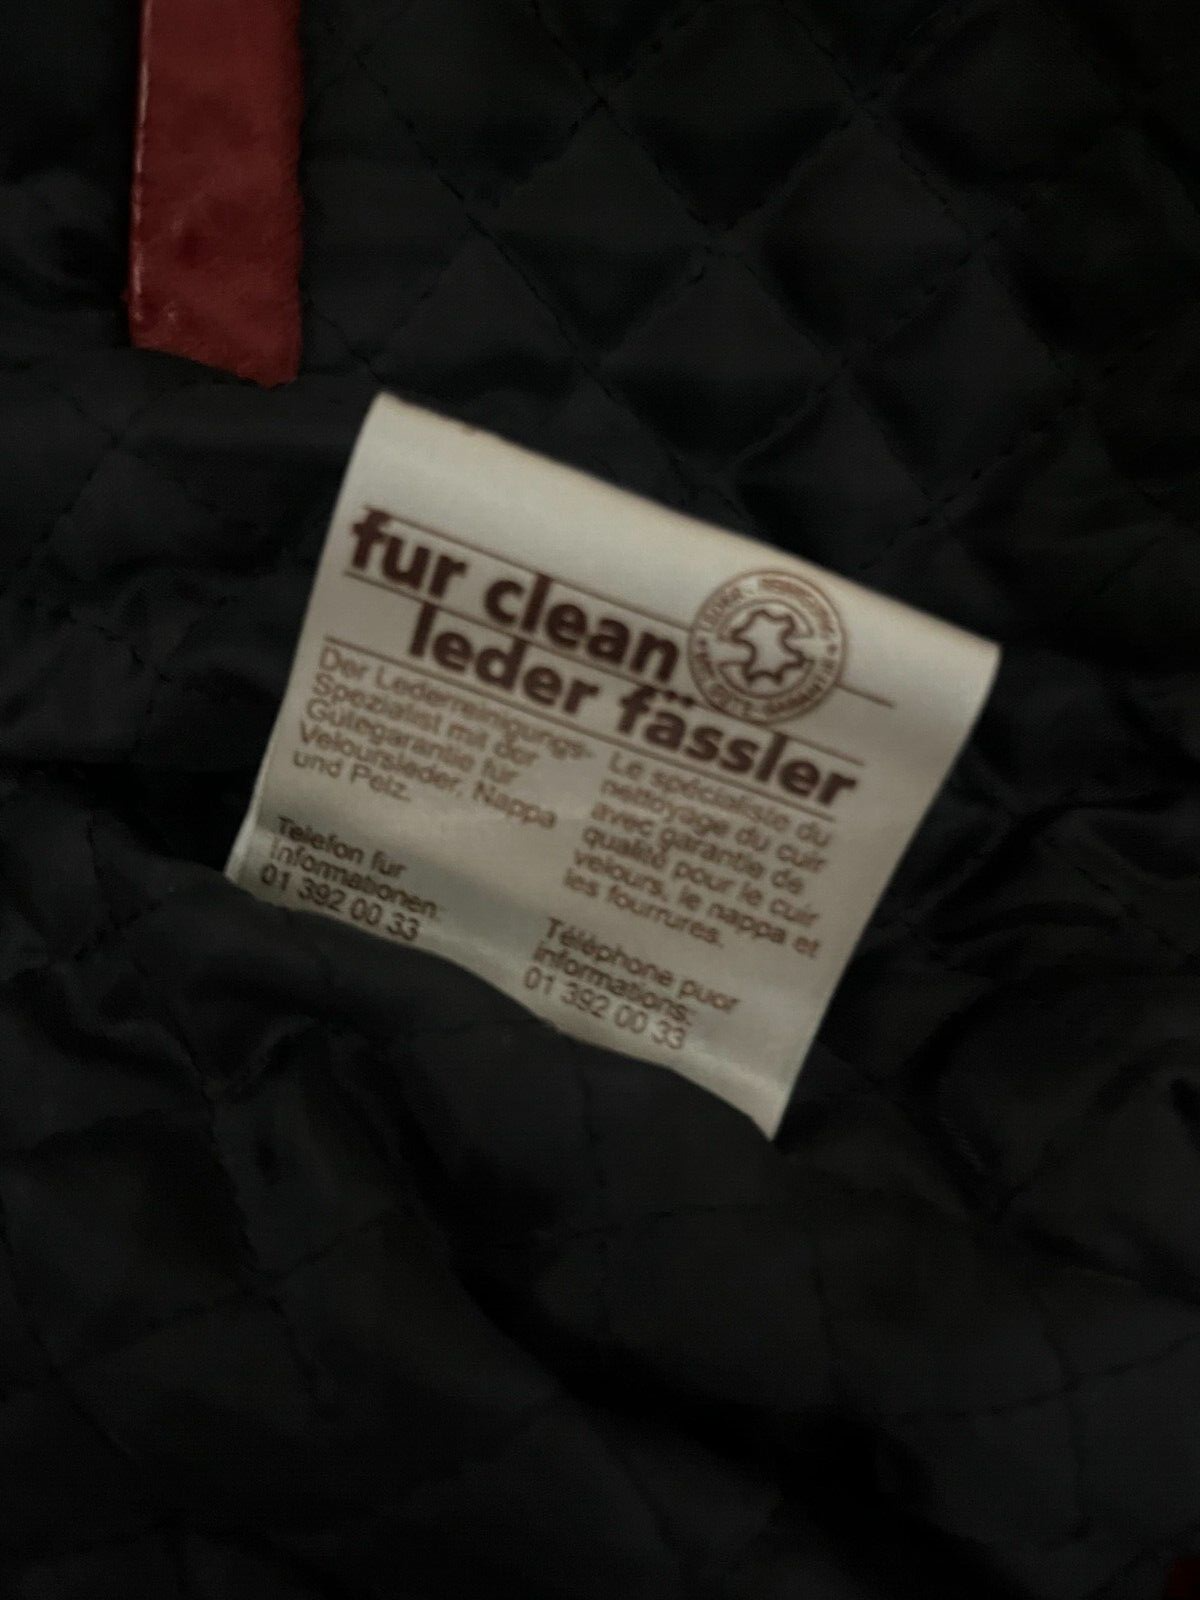 fur clean
leder fässler
Der Lederreinigungs-
Spezialist mit der
Gütegarantie für
Veloursleder, Nappa
und Pelz.
Telefon für
Informationen:
01 392 00 33
Le spécialiste du
nettoyage du cuir
avec garantie de
qualité pour le cuir
velours, le nappa et
les fourrures.
Téléphone puor
informations:
01 392 00 33